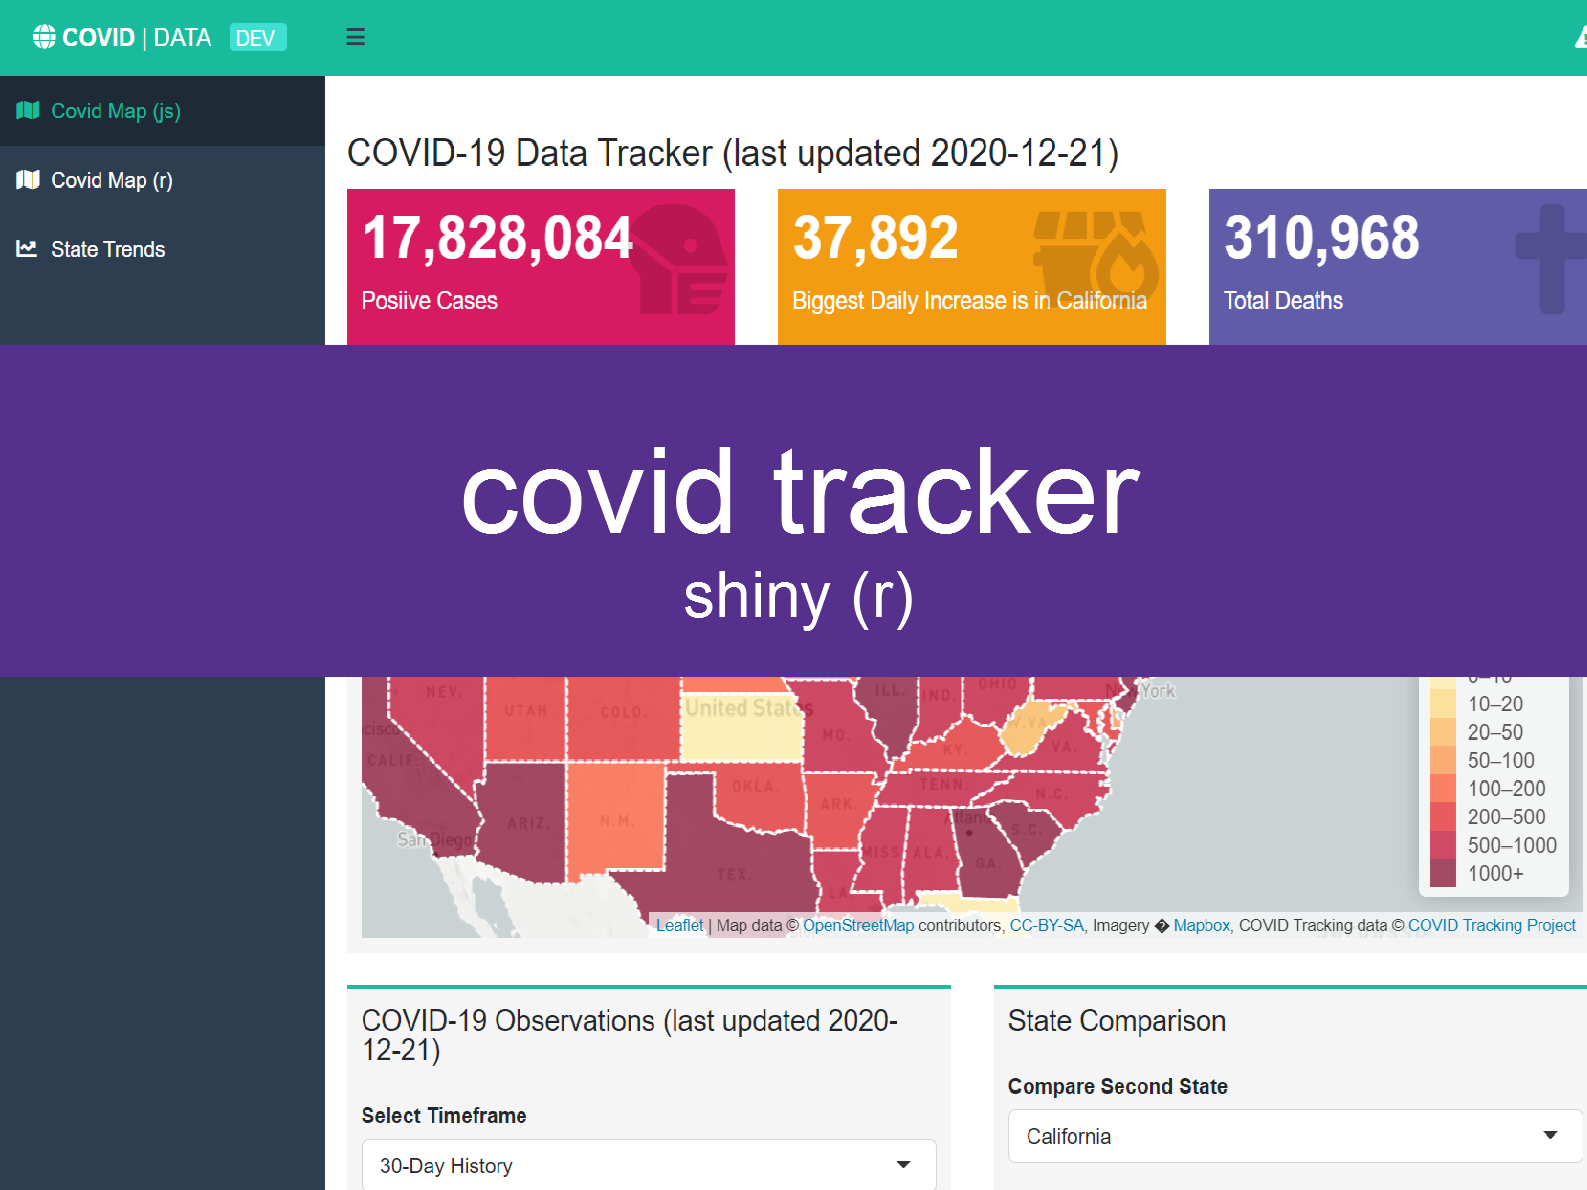 COVID | DATA DEV
Covid Map (js)
Covid Map (r)
State Trends
COVID-19 Data Tracker (last updated 2020-12-21)
17,828,084
Posiive Cases
37,892
Biggest Daily Increase is in California
310,968
Total Deaths
covid tracker
shiny (r)
NEV.
UTAH
COLO.
United States
MO.
ILL.
IND.
OHIO
W.VA.
VA.
KY.
York
CALIF.
ARIZ.
N.M.
OKLA.
ARK.
TENN.
N.C.
S.C.
MISS
ALA.
GA.
TEX.
LA.
San Diego
10–20
20–50
50–100
100–200
200–500
500–1000
1000+
Leaflet | Map data © OpenStreetMap contributors, CC-BY-SA, Imagery � Mapbox, COVID Tracking data © COVID Tracking Project
COVID-19 Observations (last updated 2020-
12-21)
Select Timeframe
30-Day History
State Comparison
Compare Second State
California